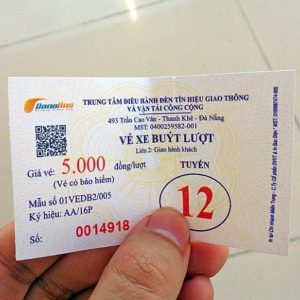 DanaBus
TRUNG TÂM ĐIỀU HÀNH ĐÈN TÍN HIỆU GIAO THÔNG
VÀ VẬN TẢI CÔNG CỘNG
493 Trần Cao Vân - Thanh Khê - Đà Nẵng
MST: 0400259582-001
VÉ XE BUÝT LƯỢT
Liên 2: Giao hành khách
Giá vé: 5.000 đồng/lượt
(Vé có bảo hiểm)
TUYẾN
12
Mẫu số 01VEDB2/005
Ký hiệu: AA/16P
Số: 0014918